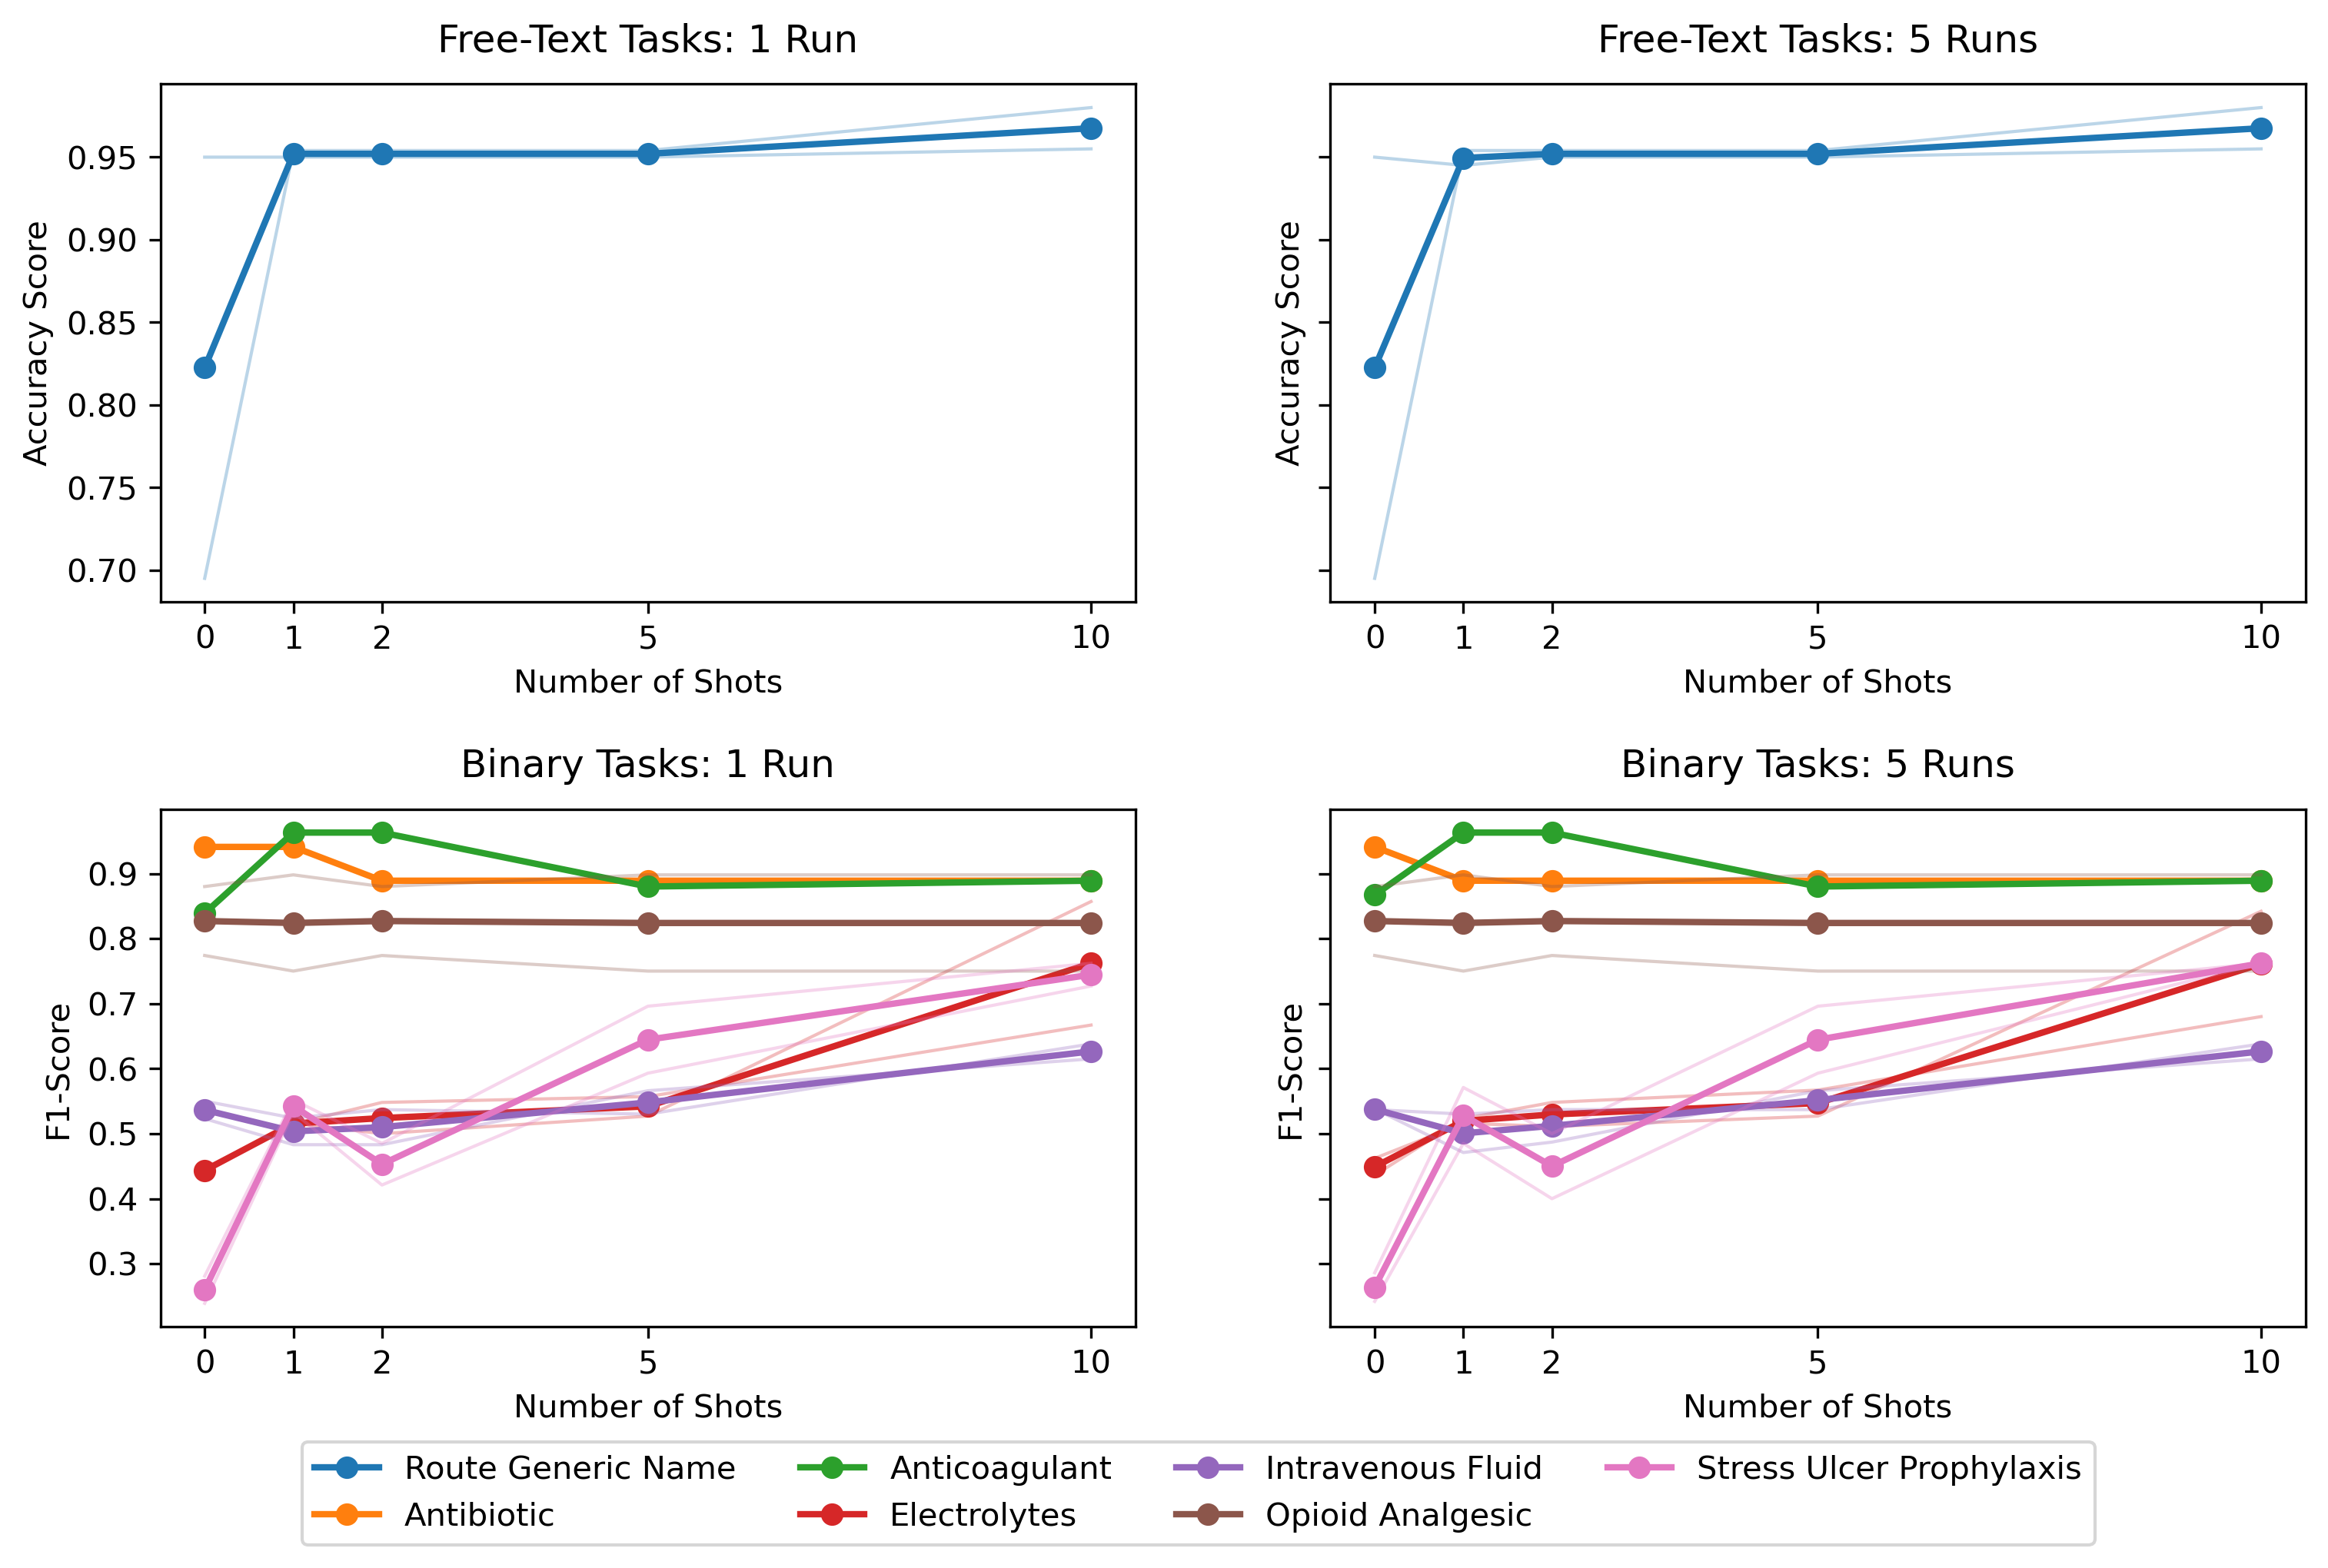 Free-Text Tasks: 1 Run
Accuracy Score
0.95
0.90
0.85
0.80
0.75
0.70
0 1 2 5 10
Number of Shots
Free-Text Tasks: 5 Runs
Accuracy Score
0 1 2 5 10
Number of Shots
Binary Tasks: 1 Run
F1-Score
0.9
0.8
0.7
0.6
0.5
0.4
0.3
0 1 2 5 10
Number of Shots
Binary Tasks: 5 Runs
F1-Score
0 1 2 5 10
Number of Shots
Route Generic Name
Antibiotic
Anticoagulant
Electrolytes
Intravenous Fluid
Opioid Analgesic
Stress Ulcer Prophylaxis